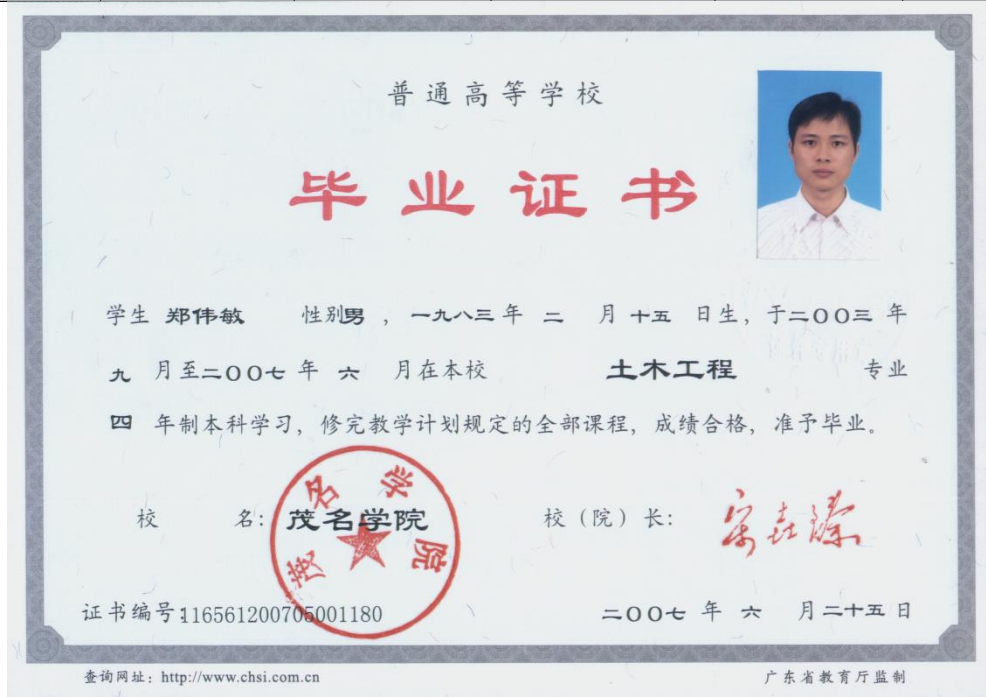 普通高等学校
毕业证书
学生 郑伟敏 性别男，一九八三年 二 月十五 日生，于二OO三年
九 月至二OO七年 六 月在本校 土木工程 专业
四 年制本科学习，修完教学计划规定的全部课程，成绩合格，准予毕业。
校 名：茂名学院 校（院）长：
茂名学院
证书编号：116561200705001180 二OO七 年 六 月二十五日
查询网址：http://www.chsi.com.cn 广东省教育厅监制